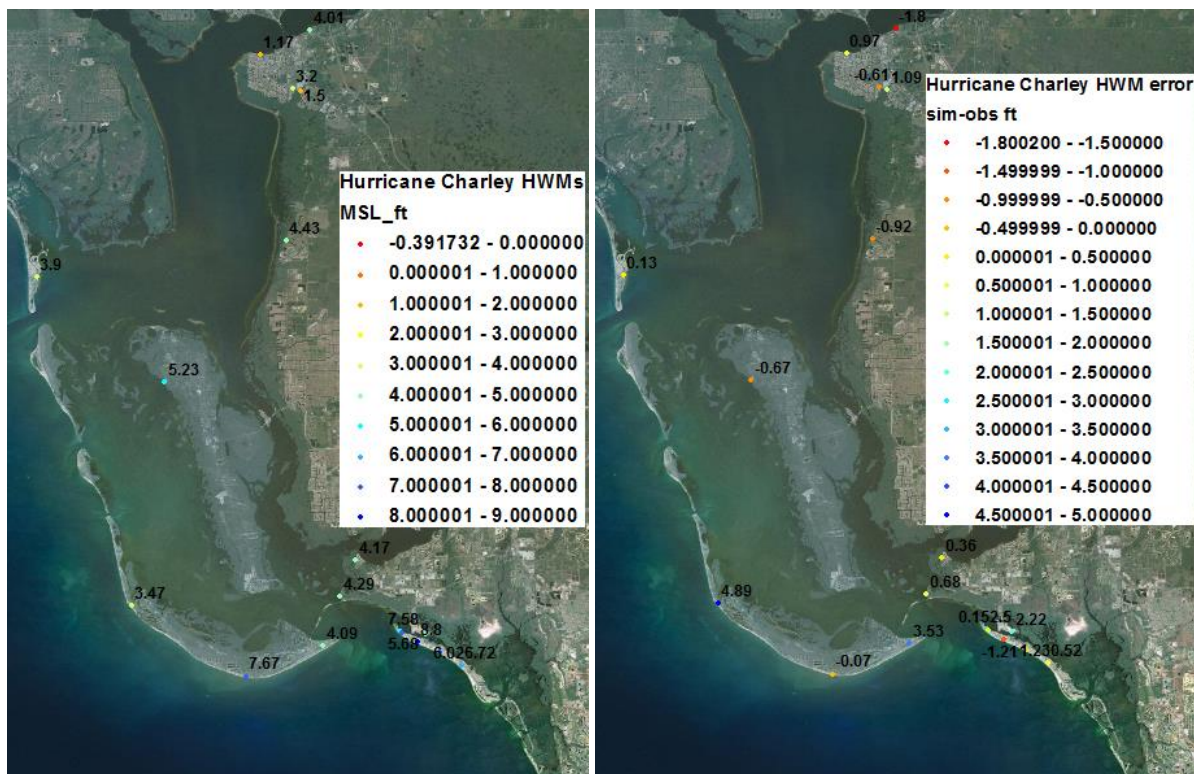 4.01
1.17
3.2
1.5
Hurricane Charley HWMs
MSL_ft
-0.391732 - 0.000000
0.000001 - 1.000000
1.000001 - 2.000000
2.000001 - 3.000000
3.000001 - 4.000000
4.000001 - 5.000000
5.000001 - 6.000000
6.000001 - 7.000000
7.000001 - 8.000000
8.000001 - 9.000000
4.43
3.9
5.23
4.17
4.29
3.47
4.09
7.58
8.8
5.68
6.026.72
7.67
-1.8
0.97
-0.61
1.09
Hurricane Charley HWM error
sim-obs ft
-1.800200 - -1.500000
-1.499999 - -1.000000
-0.999999 - -0.500000
-0.499999 - 0.000000
0.000001 - 0.500000
0.500001 - 1.000000
1.000001 - 1.500000
1.500001 - 2.000000
2.000001 - 2.500000
2.500001 - 3.000000
3.000001 - 3.500000
3.500001 - 4.000000
4.000001 - 4.500000
4.500001 - 5.000000
-0.92
0.13
-0.67
0.36
0.68
4.89
3.53
0.152.5
2.22
-1.21
1.230.52
-0.07